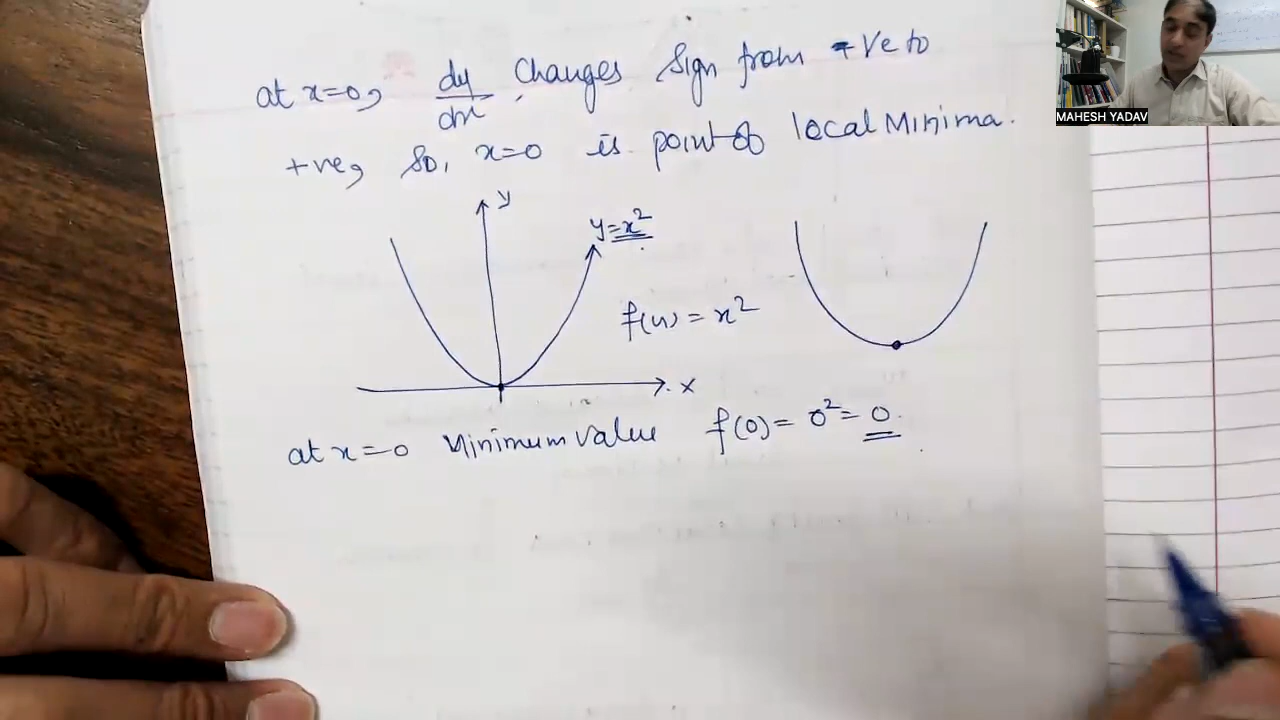 at x=0, dy/dx changes sign from -ve to
+ve, so, x=0 is point of local Minima.
y
y=x²
f(x) = x²
x
at x=0 Minimum value f(0) = 0² = 0.
MAHESH YADAV